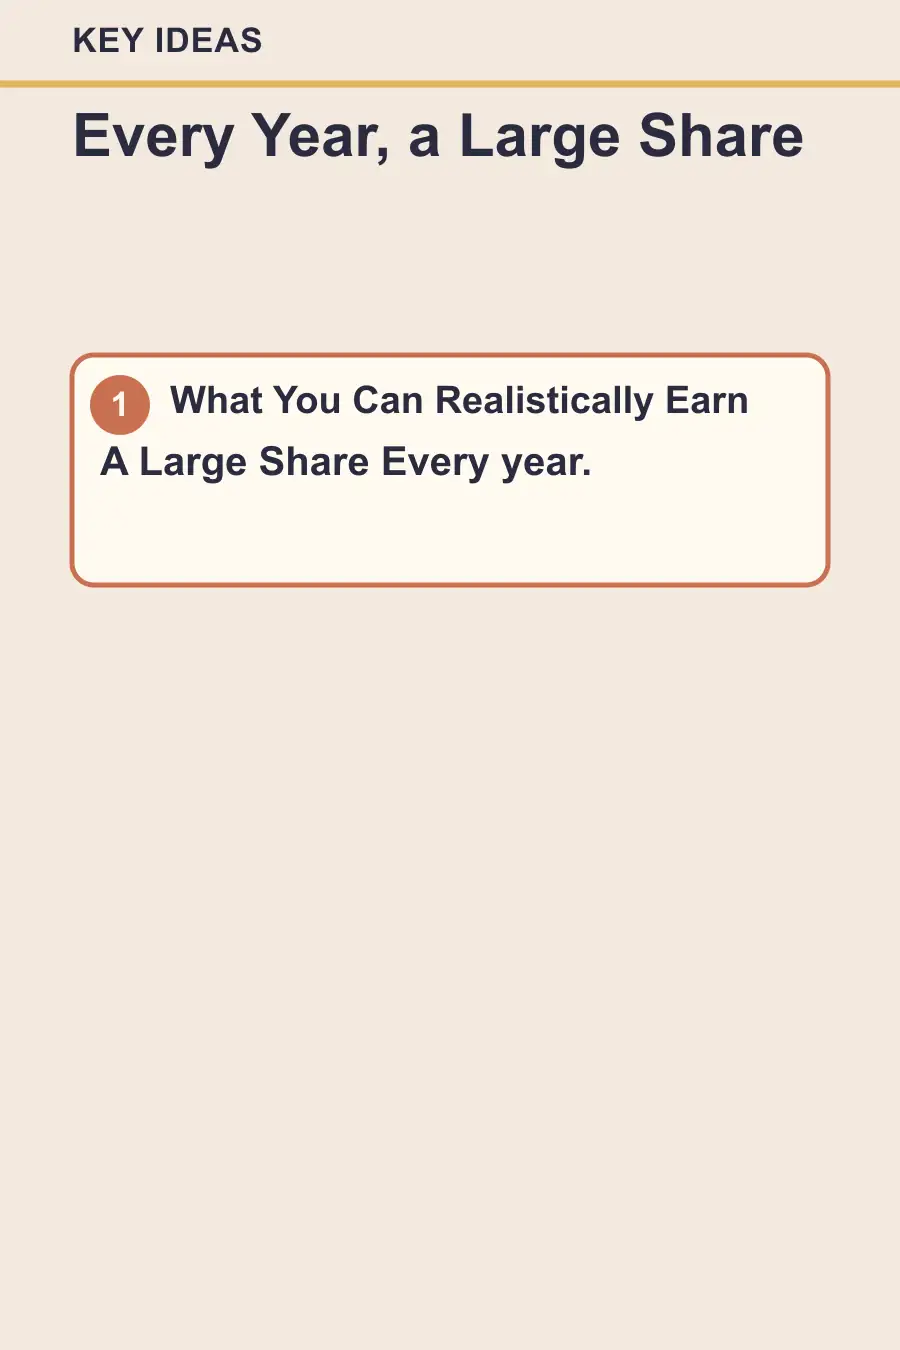 KEY IDEAS
Every Year, a Large Share
1 What You Can Realistically Earn
A Large Share Every year.